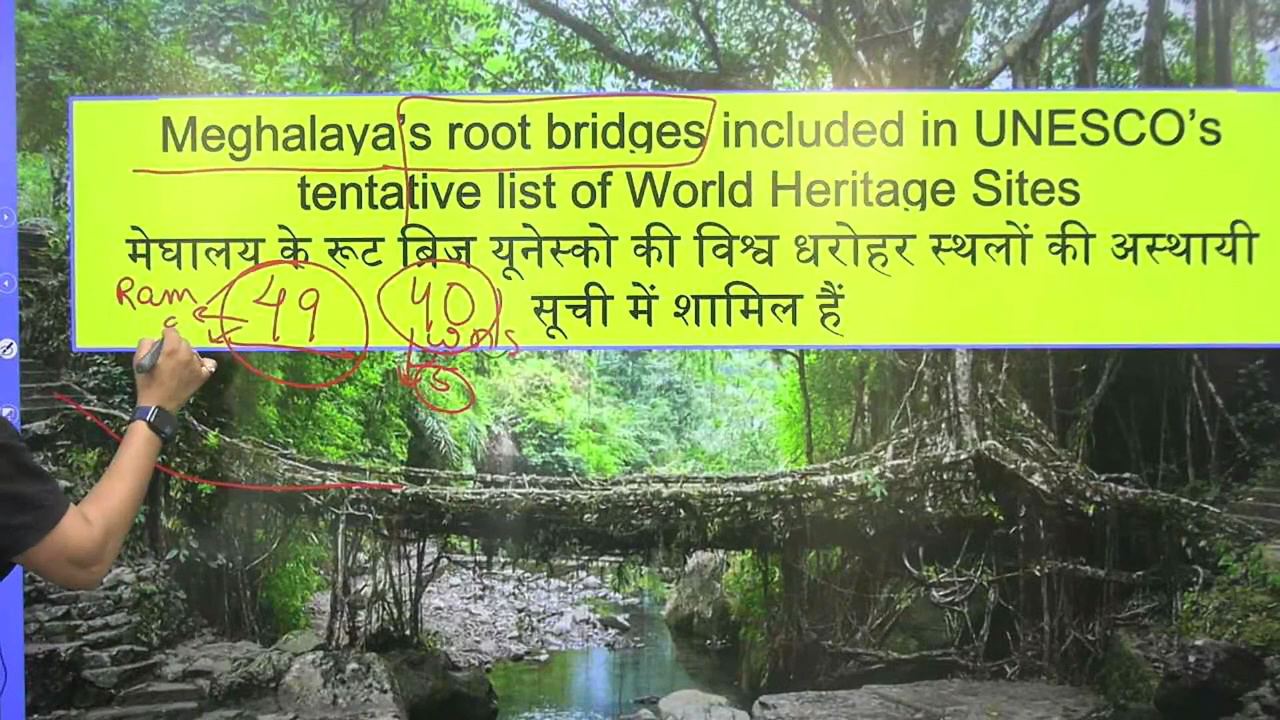 Meghalaya's root bridges included in UNESCO's
tentative list of World Heritage Sites
मेघालय के रूट ब्रिज यूनेस्को की विश्व धरोहर स्थलों की अस्थायी
सूची में शामिल हैं
Ram 49 40
5